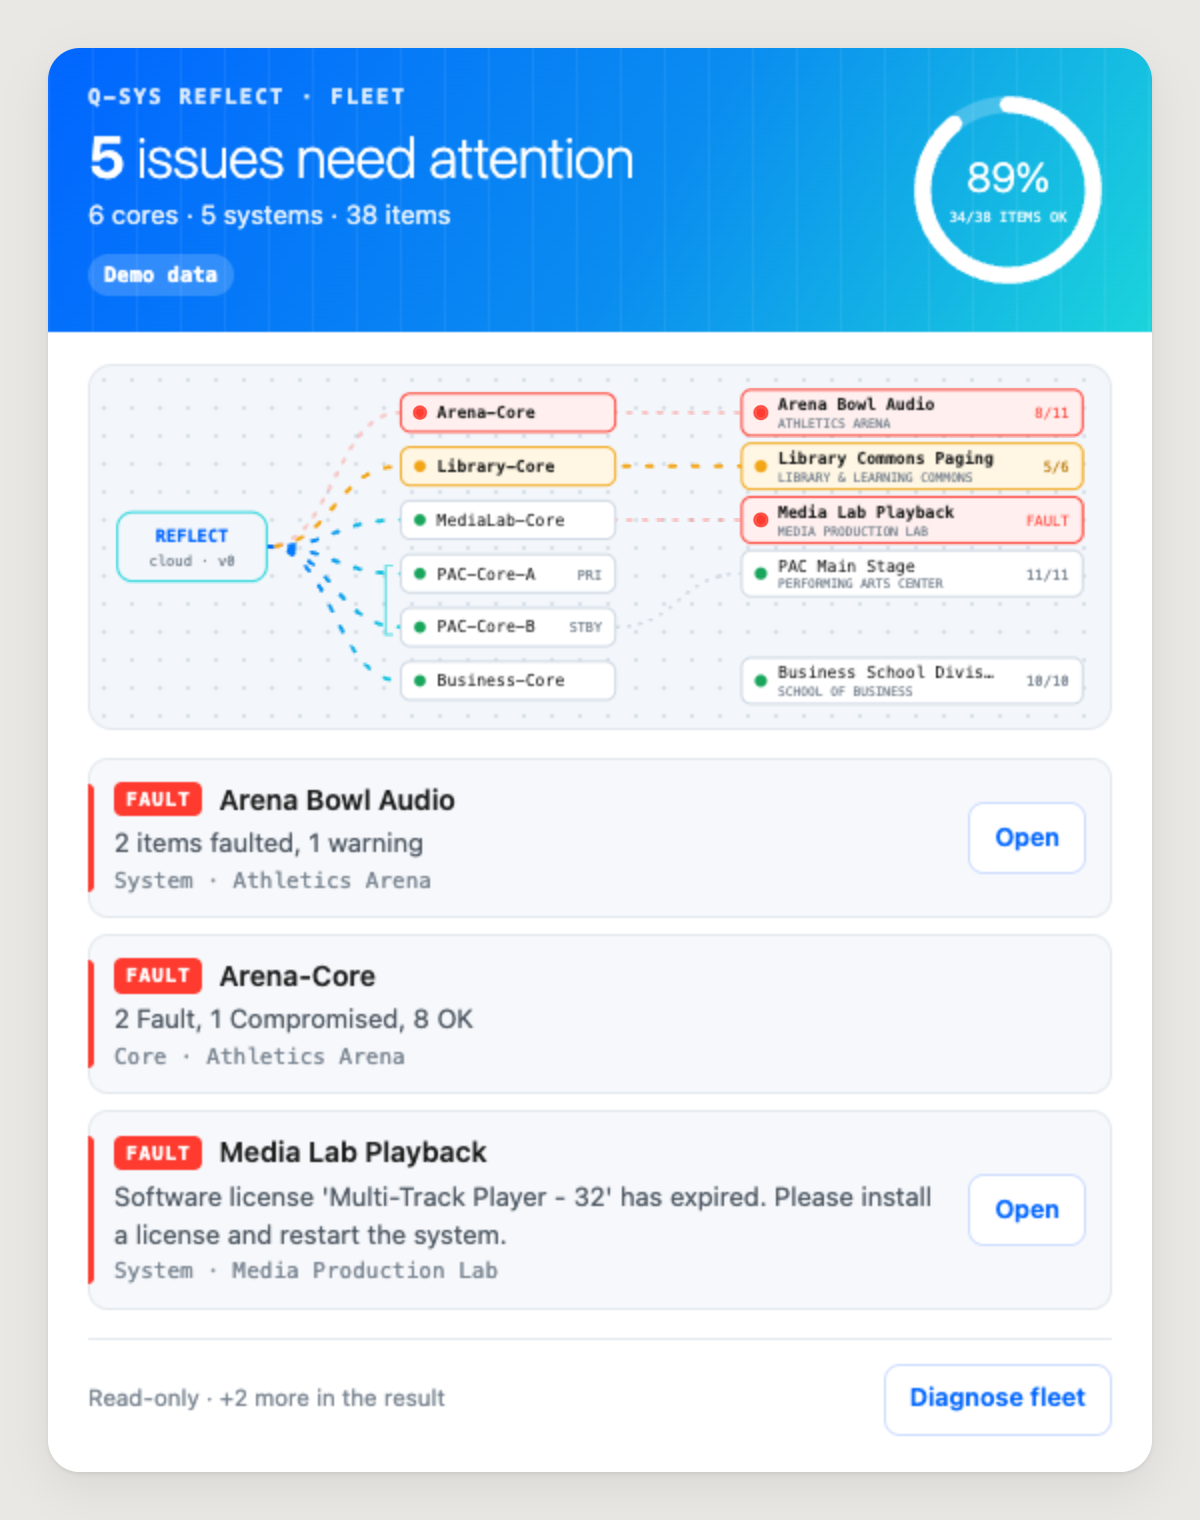 Q-SYS REFLECT · FLEET
5 issues need attention
6 cores · 5 systems · 38 items
Demo data
89%
34/38 ITEMS OK
REFLECT
cloud · v0
Arena-Core
Library-Core
MediaLab-Core
PAC-Core-A PRI
PAC-Core-B STBY
Business-Core
Arena Bowl Audio 8/11
ATHLETICS ARENA
Library Commons Paging 5/6
LIBRARY & LEARNING COMMONS
Media Lab Playback FAULT
MEDIA PRODUCTION LAB
PAC Main Stage 11/11
PERFORMING ARTS CENTER
Business School Divis… 10/10
SCHOOL OF BUSINESS
FAULT Arena Bowl Audio
2 items faulted, 1 warning
System · Athletics Arena
Open
FAULT Arena-Core
2 Fault, 1 Compromised, 8 OK
Core · Athletics Arena
FAULT Media Lab Playback
Software license 'Multi-Track Player - 32' has expired. Please install
a license and restart the system.
System · Media Production Lab
Open
Read-only · +2 more in the result
Diagnose fleet